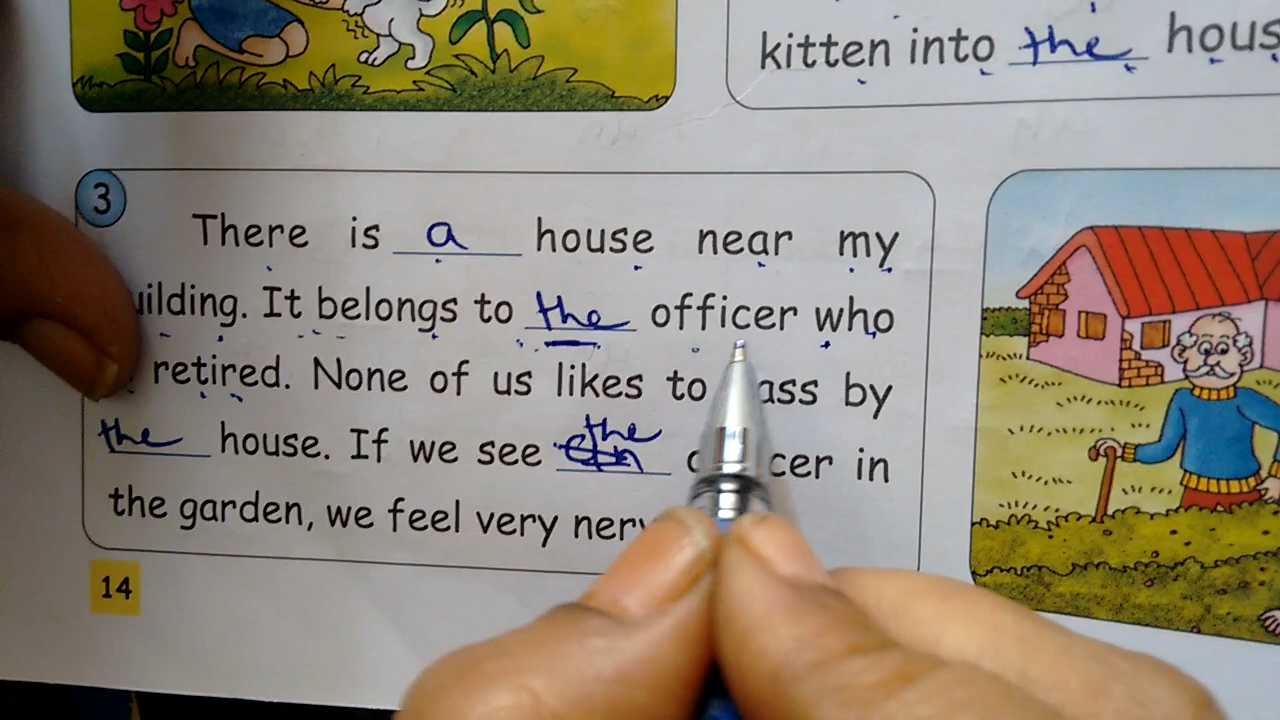 kitten into the hous
3
There is a house near my
uilding. It belongs to the officer who
retired. None of us likes to ass by
the house. If we see the cer in
the garden, we feel very nerv
14